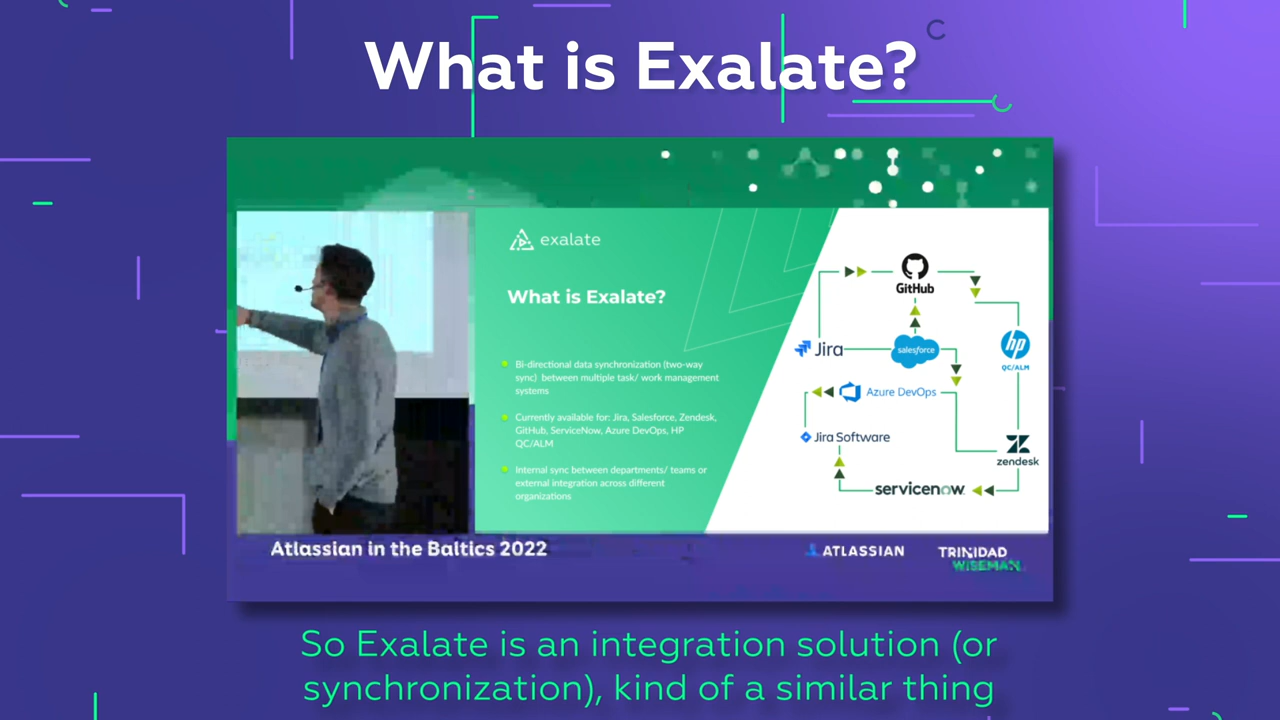 What is Exalate?
exalate
What is Exalate?
Bi-directional data synchronization (two-way
sync) between multiple task/ work management
systems
Currently available for: Jira, Salesforce, Zendesk,
GitHub, ServiceNow, Azure DevOps, HP
QC/ALM
Internal sync between departments/ teams or
external integration across different
organizations
GitHub
Jira
salesforce
hp
QC/ALM
Azure DevOps
Jira Software
zendesk
servicenow
Atlassian in the Baltics 2022
ATLASSIAN
TRINIDAD
WISEMAN
So Exalate is an integration solution (or
synchronization), kind of a similar thing